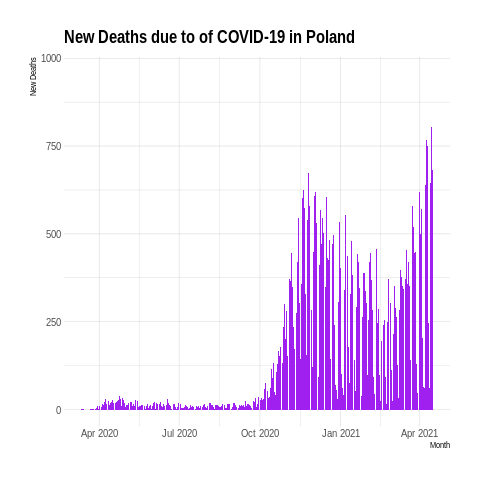 New Deaths due to of COVID-19 in Poland
New Deaths
1000
750
500
250
0
Apr 2020
Jul 2020
Oct 2020
Jan 2021
Apr 2021
Month